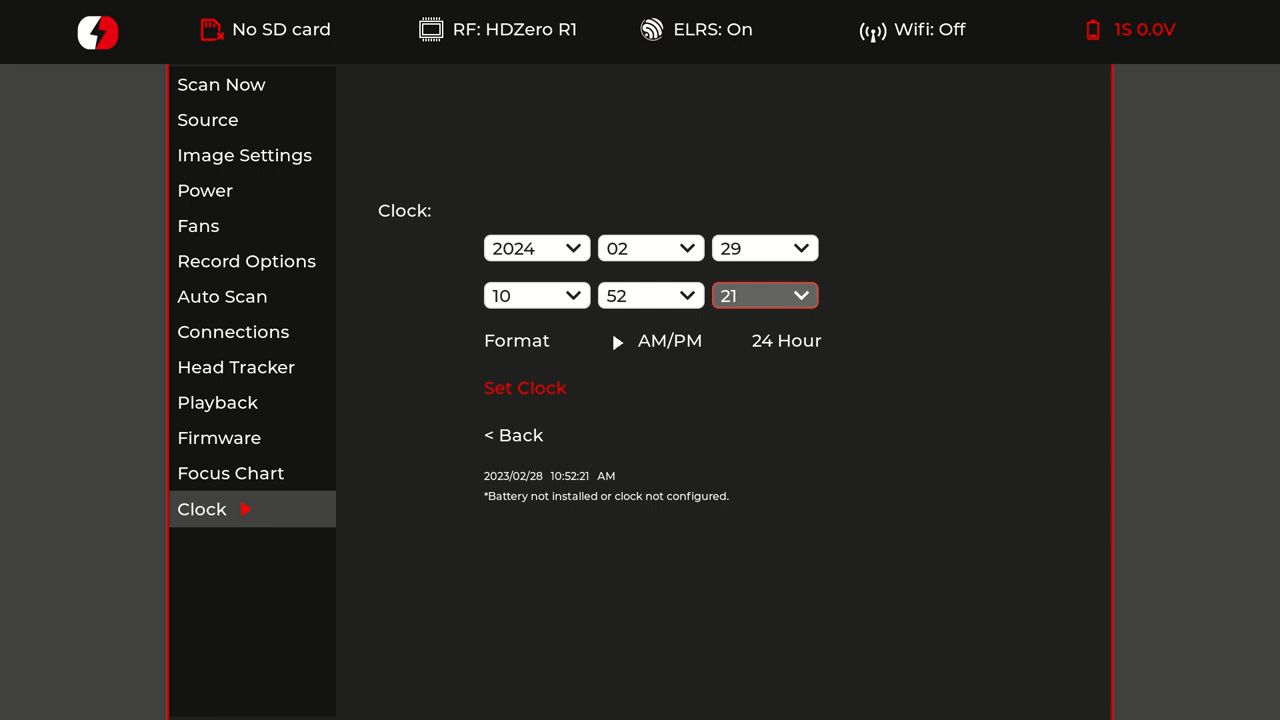 No SD card RF: HDZero R1 ELRS: On Wifi: Off 1S 0.0V
Scan Now
Source
Image Settings
Power
Fans
Record Options
Auto Scan
Connections
Head Tracker
Playback
Firmware
Focus Chart
Clock
Clock:
2024 02 29
10 52 21
Format AM/PM 24 Hour
Set Clock
< Back
2023/02/28 10:52:21 AM
*Battery not installed or clock not configured.